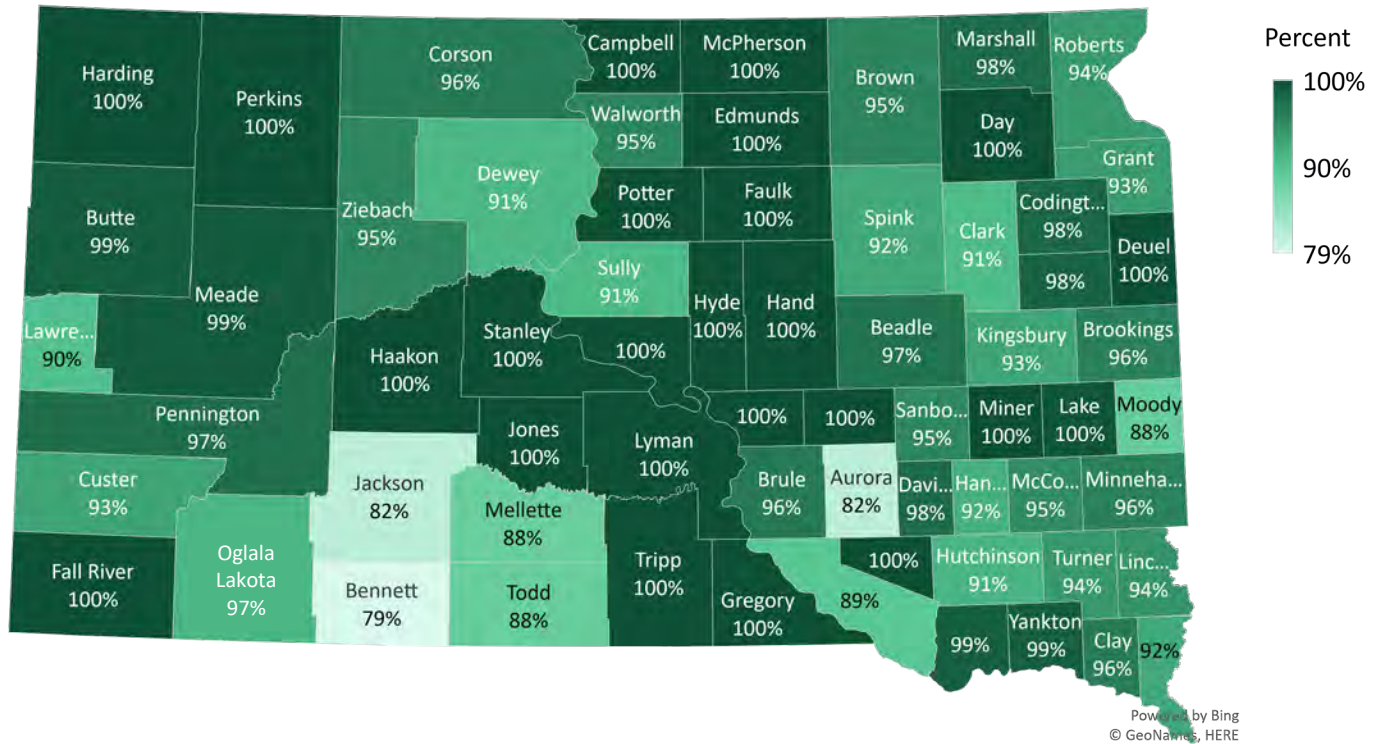 Percent
100%
90%
79%
Harding
100%
Perkins
100%
Corson
96%
Campbell
100%
McPherson
100%
Brown
95%
Marshall
98%
Roberts
94%
Walworth
95%
Edmunds
100%
Day
100%
Grant
93%
Butte
99%
Ziebach
95%
Dewey
91%
Potter
100%
Faulk
100%
Spink
92%
Clark
91%
Codingt...
98%
Deuel
100%
98%
Meade
99%
Sully
91%
Hyde
100%
Hand
100%
Lawre...
90%
Haakon
100%
Stanley
100%
100%
Beadle
97%
Kingsbury
93%
Brookings
96%
Pennington
97%
Jones
100%
Lyman
100%
100%
100%
Sanbo...
95%
Miner
100%
Lake
100%
Moody
88%
Custer
93%
Jackson
82%
Mellette
88%
Brule
96%
Aurora
82%
Davi...
98%
Han...
92%
McCo...
95%
Minneha...
96%
Fall River
100%
Oglala
Lakota
97%
Bennett
79%
Todd
88%
Tripp
100%
Gregory
100%
89%
100%
Hutchinson
91%
Turner
94%
Linc...
94%
99%
Yankton
99%
Clay
96%
92%
Powered by Bing
© GeoNames, HERE